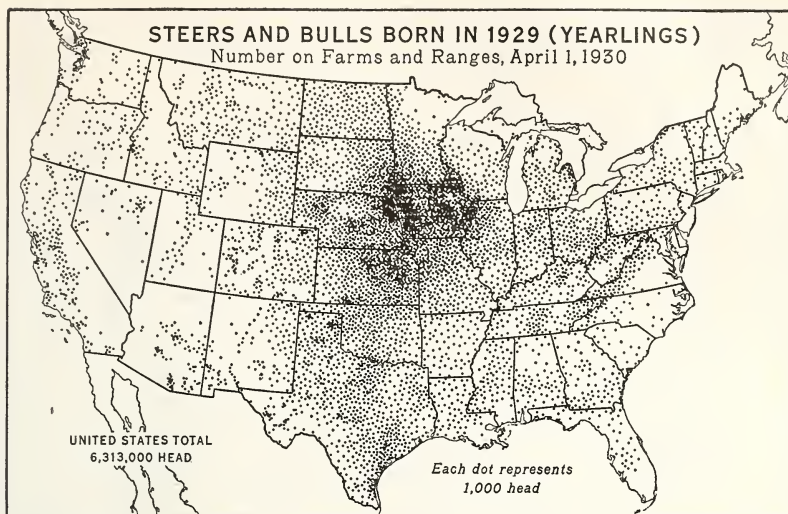 STEERS AND BULLS BORN IN 1929 (YEARLINGS)
Number on Farms and Ranges, April 1, 1930
UNITED STATES TOTAL
6,313,000 HEAD
Each dot represents
1,000 head